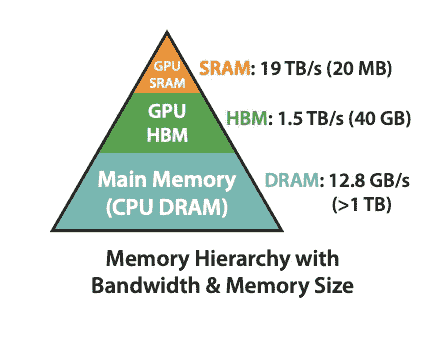 GPU
SRAM
SRAM: 19 TB/s (20 MB)
GPU
HBM
HBM: 1.5 TB/s (40 GB)
Main Memory
(CPU DRAM)
DRAM: 12.8 GB/s
(>1 TB)
Memory Hierarchy with
Bandwidth & Memory Size